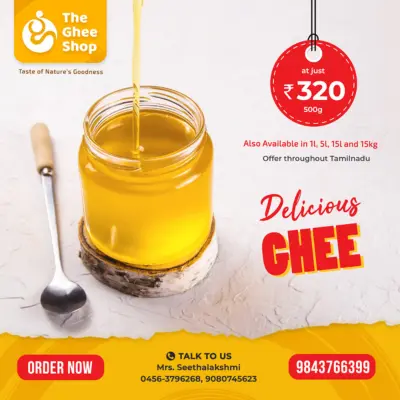 The
Ghee
Shop
Taste of Nature's Goodness
at just
₹ 320
500g
Also Available in 1l, 5l, 15l and 15kg
Offer throughout Tamilnadu
Delicious
GHEE
TALK TO US
Mrs. Seethalakshmi
0456-3796268, 9080745623
ORDER NOW
9843766399